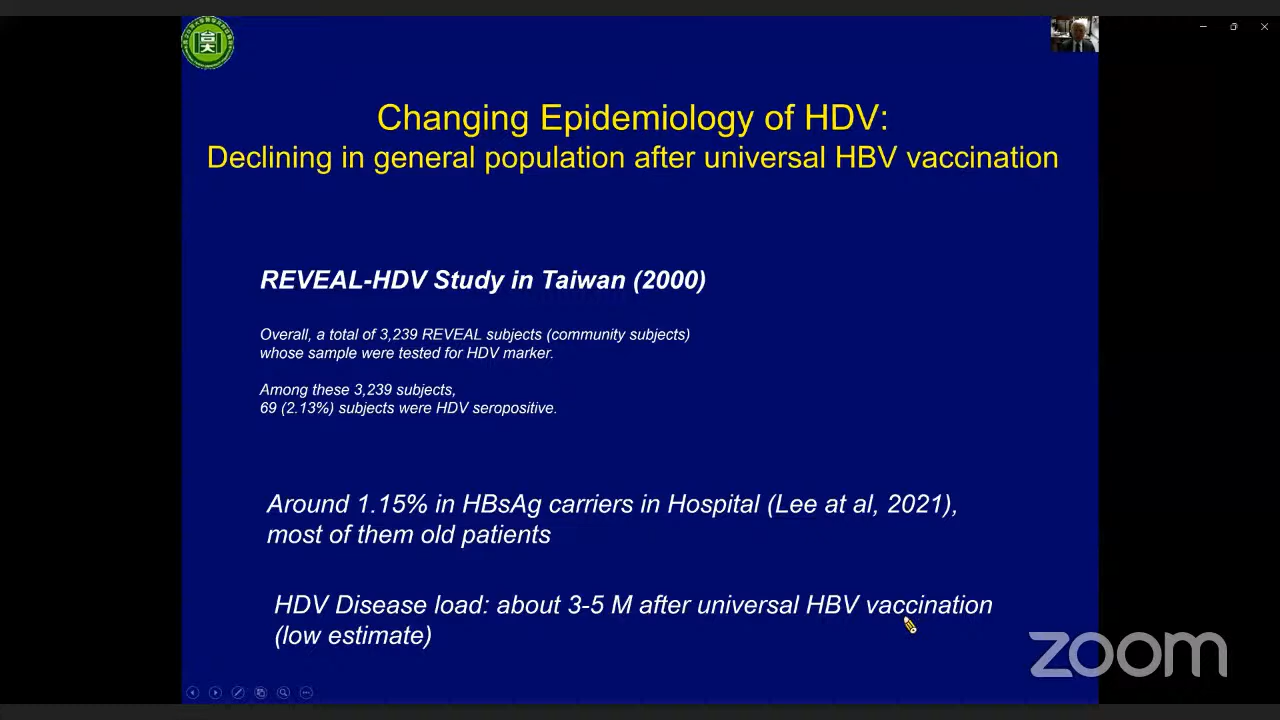 Changing Epidemiology of HDV:
Declining in general population after universal HBV vaccination
REVEAL-HDV Study in Taiwan (2000)
Overall, a total of 3,239 REVEAL subjects (community subjects)
whose sample were tested for HDV marker.
Among these 3,239 subjects,
69 (2.13%) subjects were HDV seropositive.
Around 1.15% in HBsAg carriers in Hospital (Lee at al, 2021),
most of them old patients
HDV Disease load: about 3-5 M after universal HBV vaccination
(low estimate)
zoom